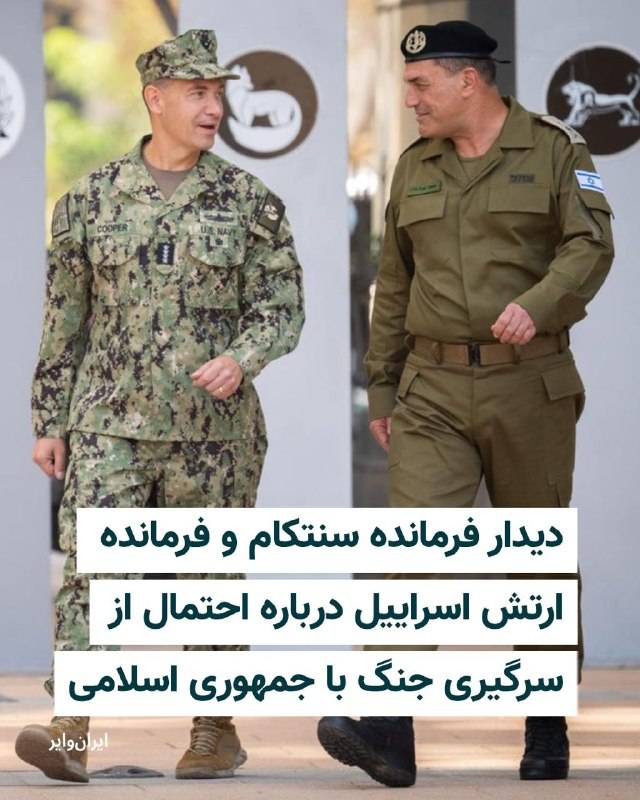 COOPER
U.S. NAVY
دیدار فرمانده سنتکام و فرمانده
ارتش اسراییل درباره احتمال از
سرگیری جنگ با جمهوری اسلامی
ایران‌وایر